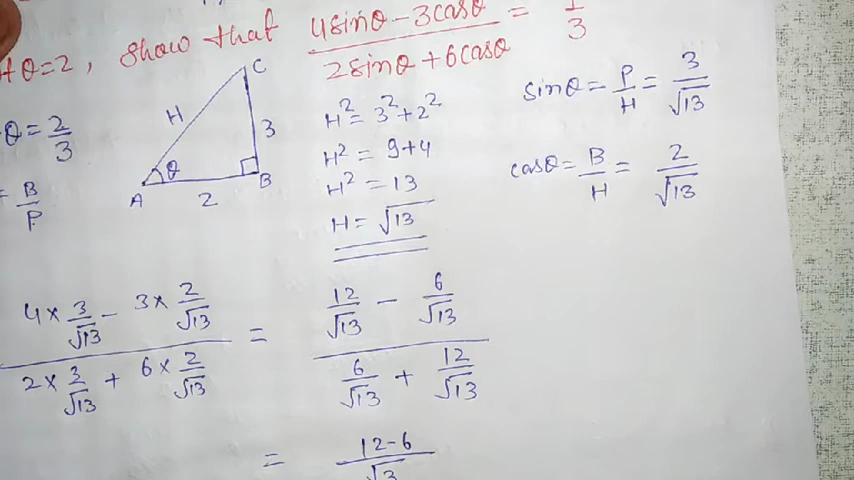 tθ=2, show that (4sinθ-3cosθ)/(2sinθ+6cosθ) = 1/3
θ = 2/3
= B/P
C
H
3
θ
A
2
B
H² = 3²+2²
H² = 9+4
H² = 13
H = √13
sinθ = P/H = 3/√13
cosθ = B/H = 2/√13
(4×3/√13 - 3×2/√13)/(2×3/√13 + 6×2/√13) = (12/√13 - 6/√13)/(6/√13 + 12/√13)
= 12-6/√3